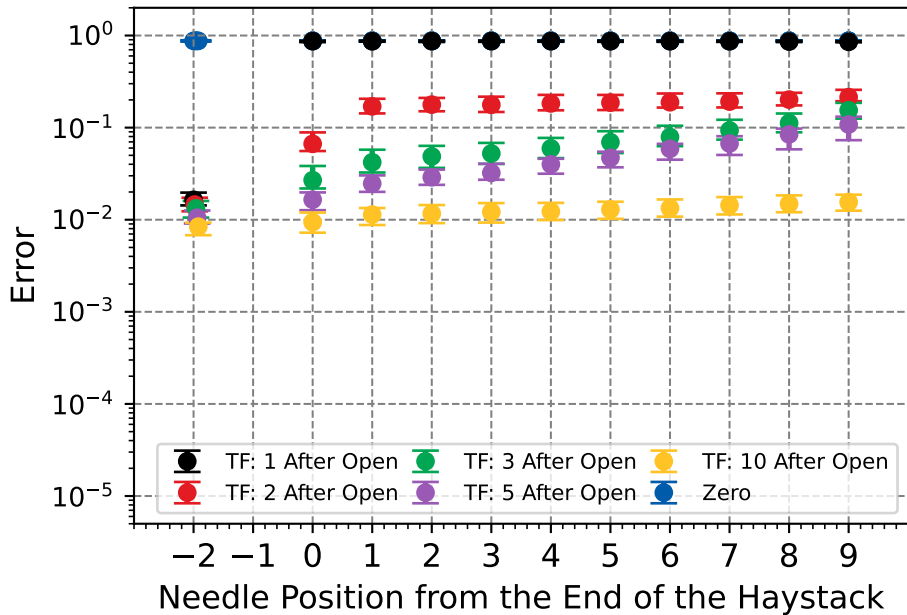 10⁰
10⁻¹
10⁻²
10⁻³
10⁻⁴
10⁻⁵
Error
TF: 1 After Open TF: 3 After Open TF: 10 After Open
TF: 2 After Open TF: 5 After Open Zero
−2 −1 0 1 2 3 4 5 6 7 8 9
Needle Position from the End of the Haystack